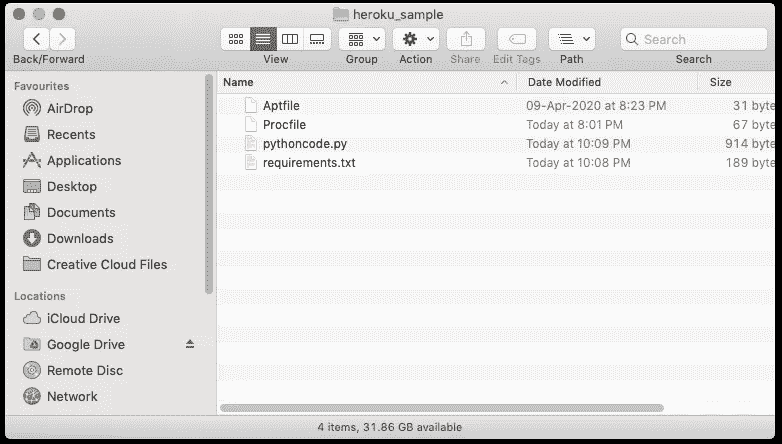 heroku_sample
Back/Forward View Group Action Share Edit Tags Path Search
Search
Favourites
AirDrop
Recents
Applications
Desktop
Documents
Downloads
Creative Cloud Files
Locations
iCloud Drive
Google Drive
Remote Disc
Network
Name Date Modified Size
Aptfile 09-Apr-2020 at 8:23 PM 31 byte
Procfile Today at 8:01 PM 67 byte
pythoncode.py Today at 10:09 PM 914 byte
requirements.txt Today at 10:08 PM 189 byte
4 items, 31.86 GB available